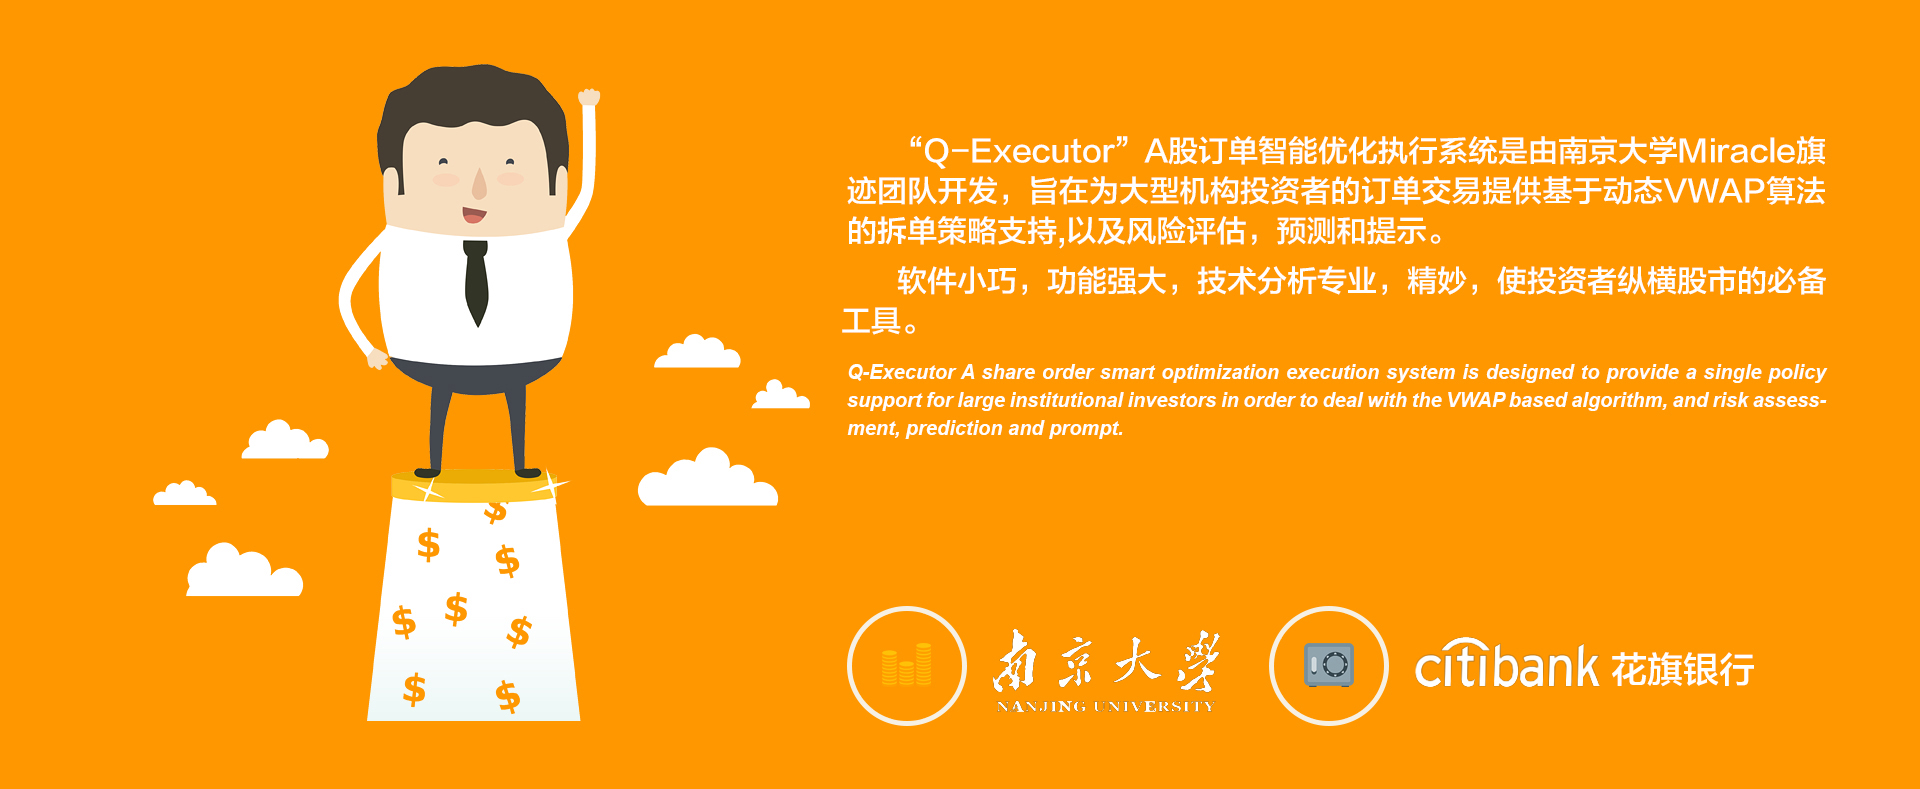 “Q-Executor”A股订单智能优化执行系统是由南京大学Miracle旗
迹团队开发，旨在为大型机构投资者的订单交易提供基于动态VWAP算法
的拆单策略支持,以及风险评估，预测和提示。
软件小巧，功能强大，技术分析专业，精妙，使投资者纵横股市的必备
工具。
Q-Executor A share order smart optimization execution system is designed to provide a single policy
support for large institutional investors in order to deal with the VWAP based algorithm, and risk assess-
ment, prediction and prompt.
$
$
$
$
$
$
$
$
南京大學
NANJING UNIVERSITY
citibank 花旗银行